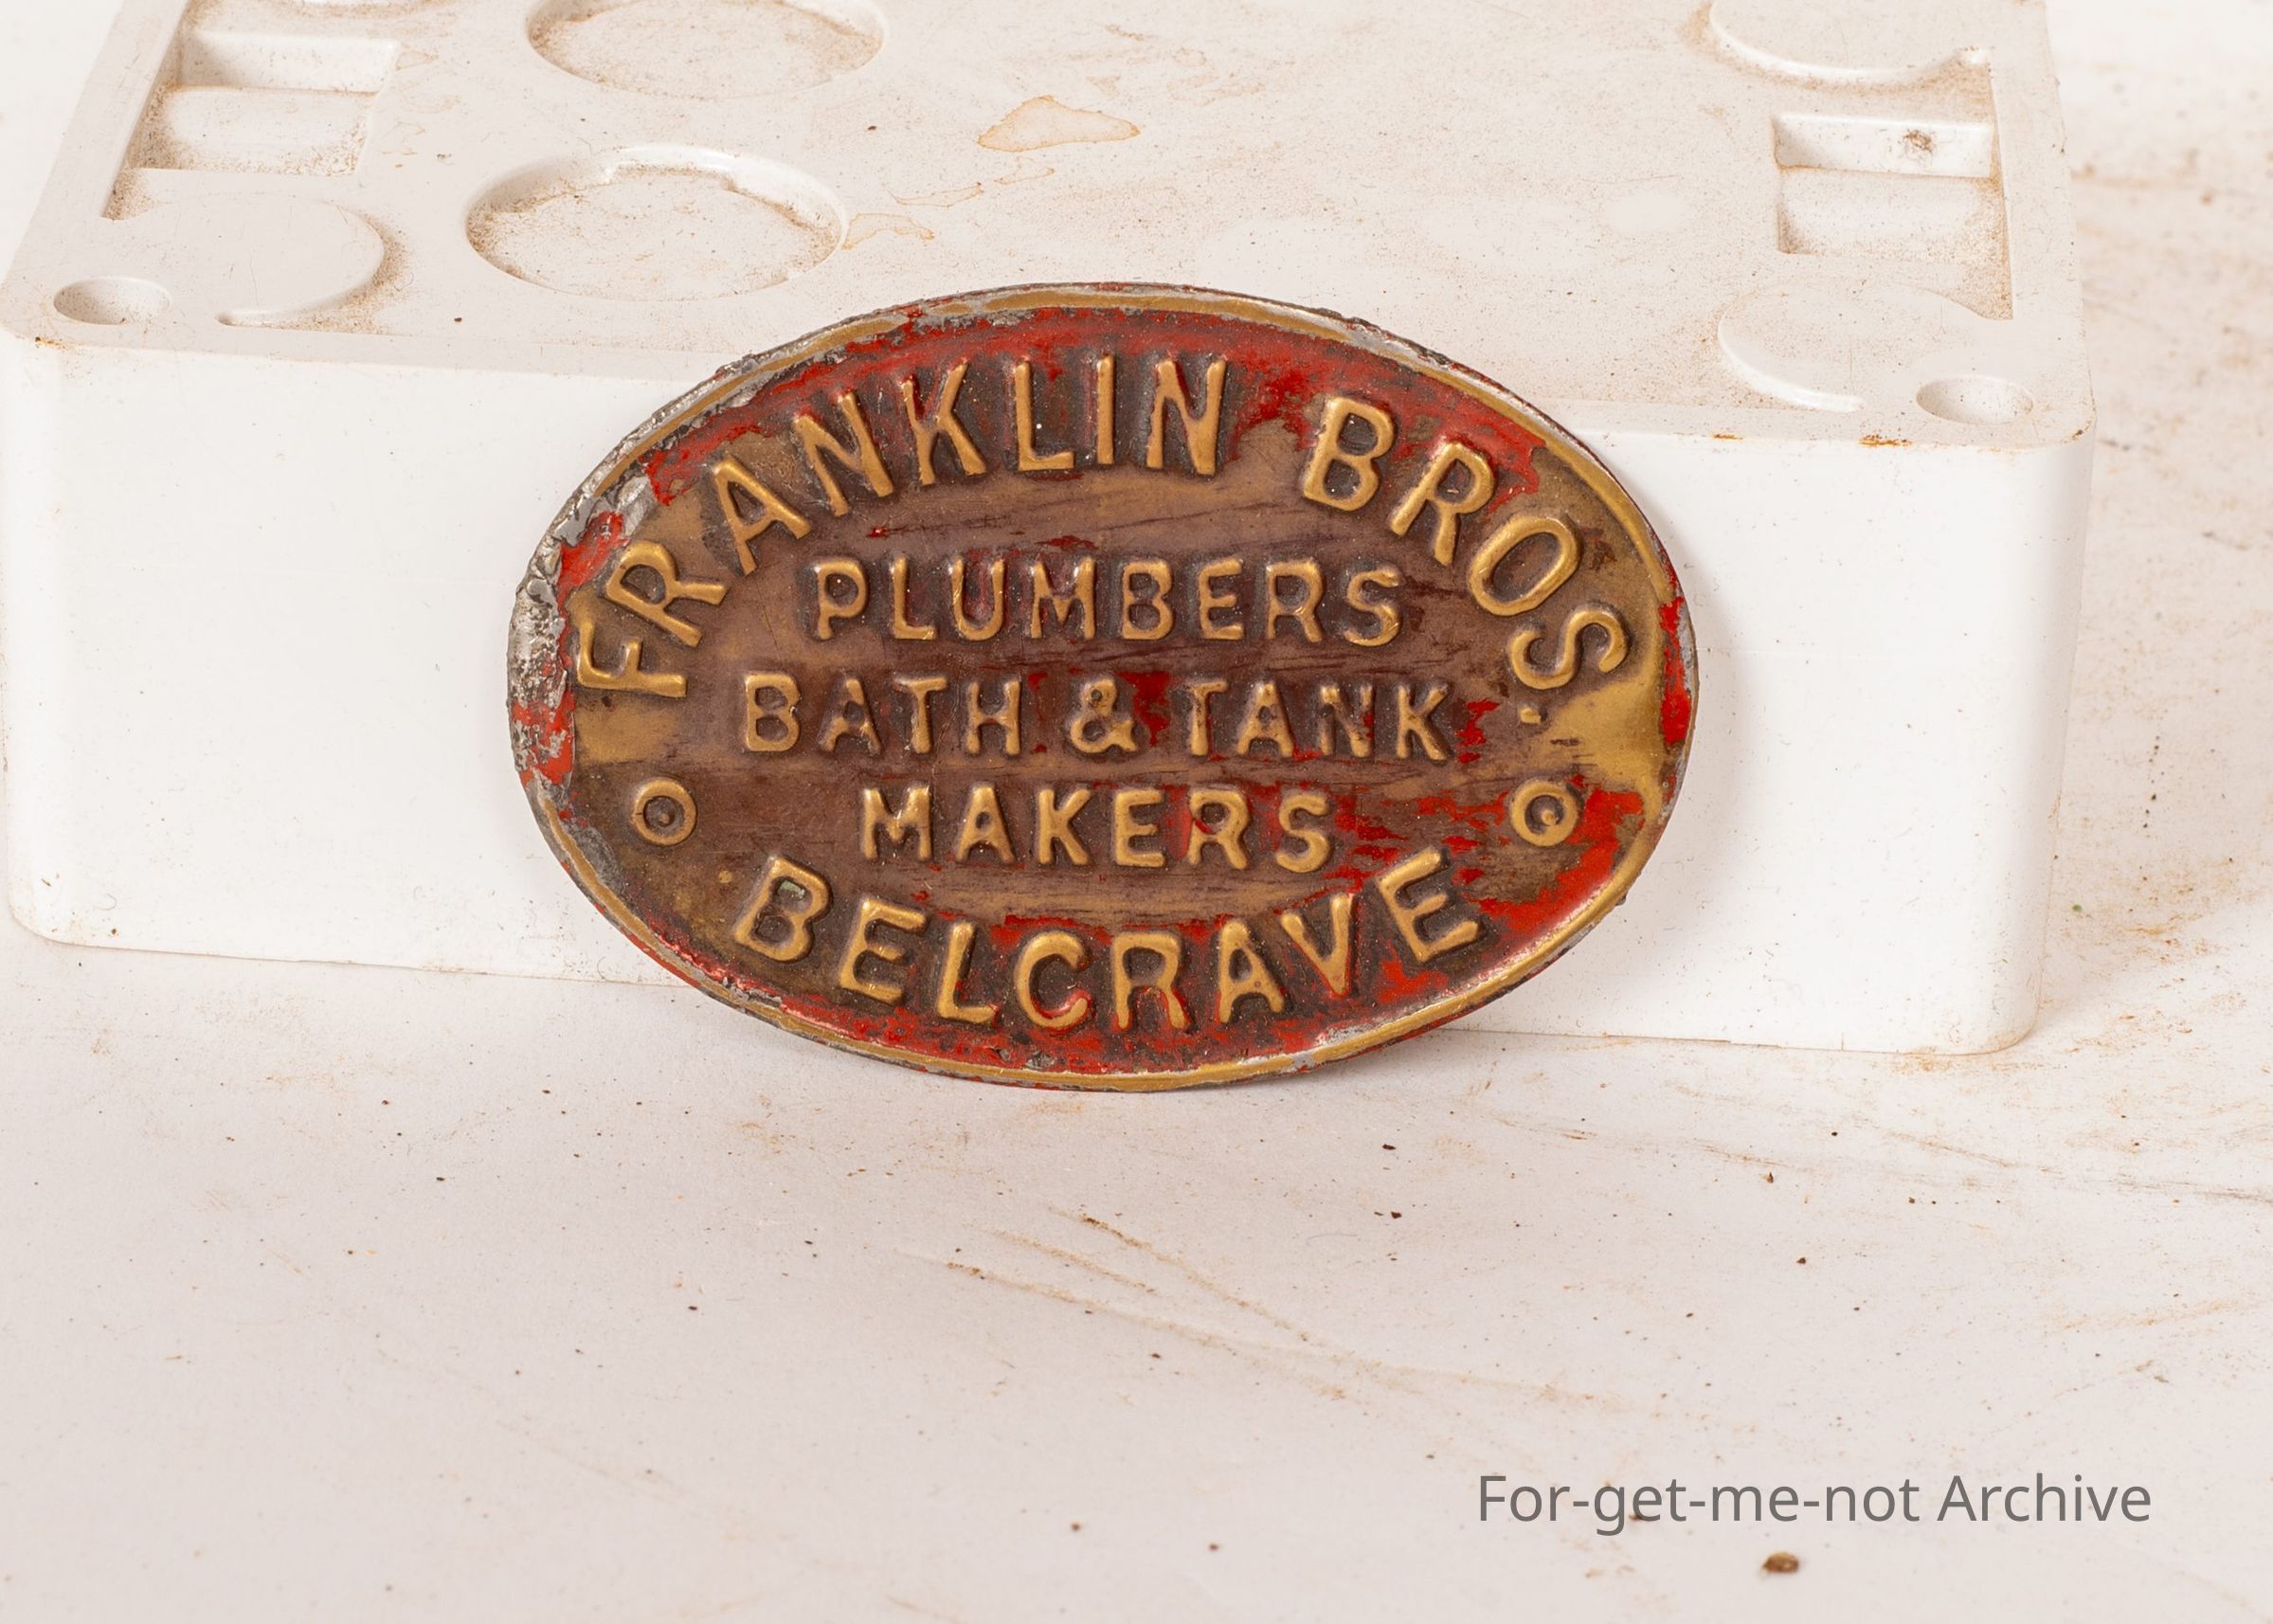 FRANKLIN BROS.
PLUMBERS
BATH & TANK
MAKERS
BELGRAVE
For-get-me-not Archive